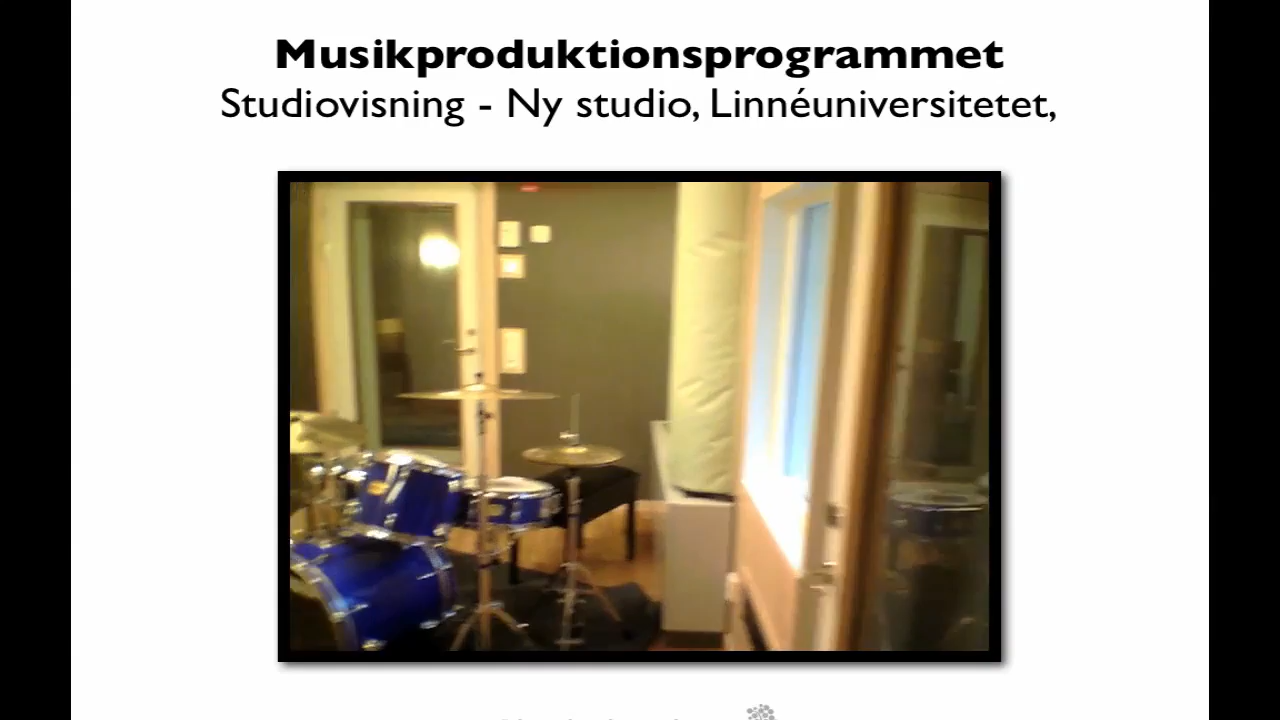 Musikproduktionsprogrammet
Studiovisning - Ny studio, Linnéuniversitetet,